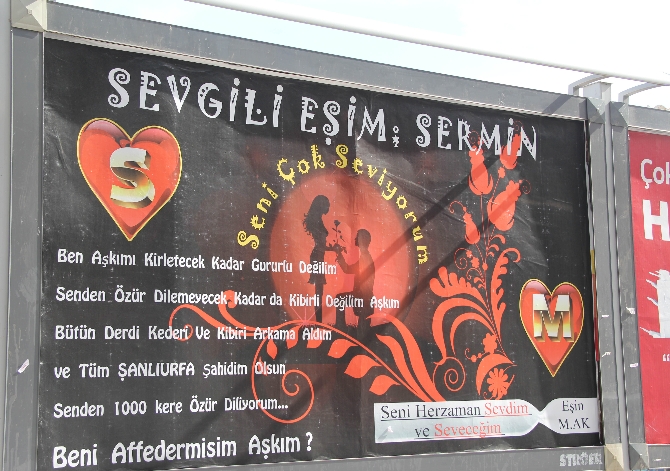 SEVGİLİ EŞİM; SERMİN
S
Seni Çok Seviyorum
Ben Aşkımı Kirletecek Kadar Gururlu Değilim
Senden Özür Dilemeyecek Kadar da Kibirli Değilim Aşkım
Bütün Derdi Kederi Ve Kibiri Arkama Aldım
ve Tüm ŞANLIURFA Şahidim Olsun
Senden 1000 kere Özür Diliyorum...
Beni Affedermisim Aşkım ?
M
Seni Herzaman Sevdim
ve Seveceğim
Eşin
M.AK
Ço
H